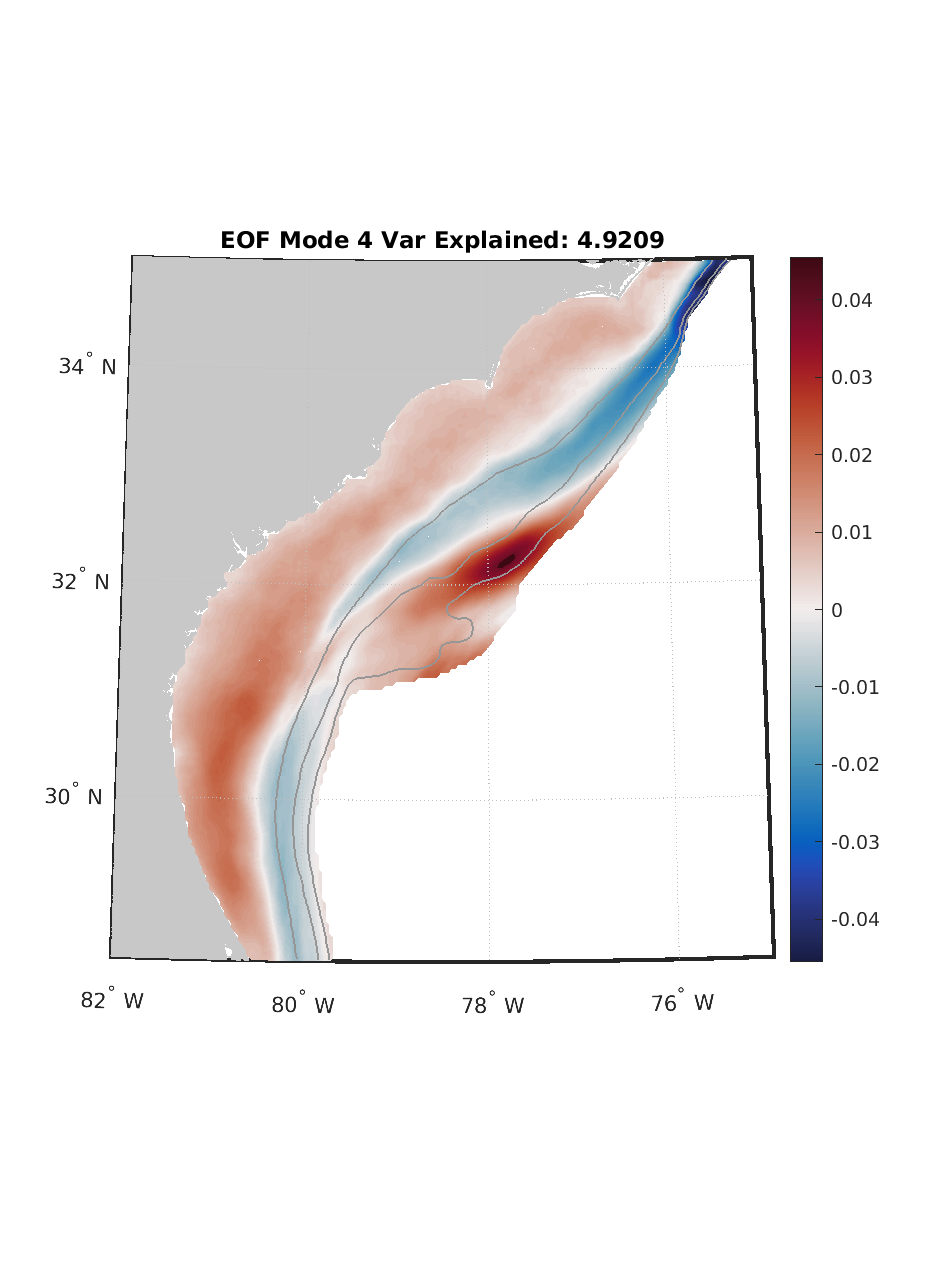 EOF Mode 4 Var Explained: 4.9209
34° N
32° N
30° N
82° W
80° W
78° W
76° W
0.04
0.03
0.02
0.01
0
-0.01
-0.02
-0.03
-0.04